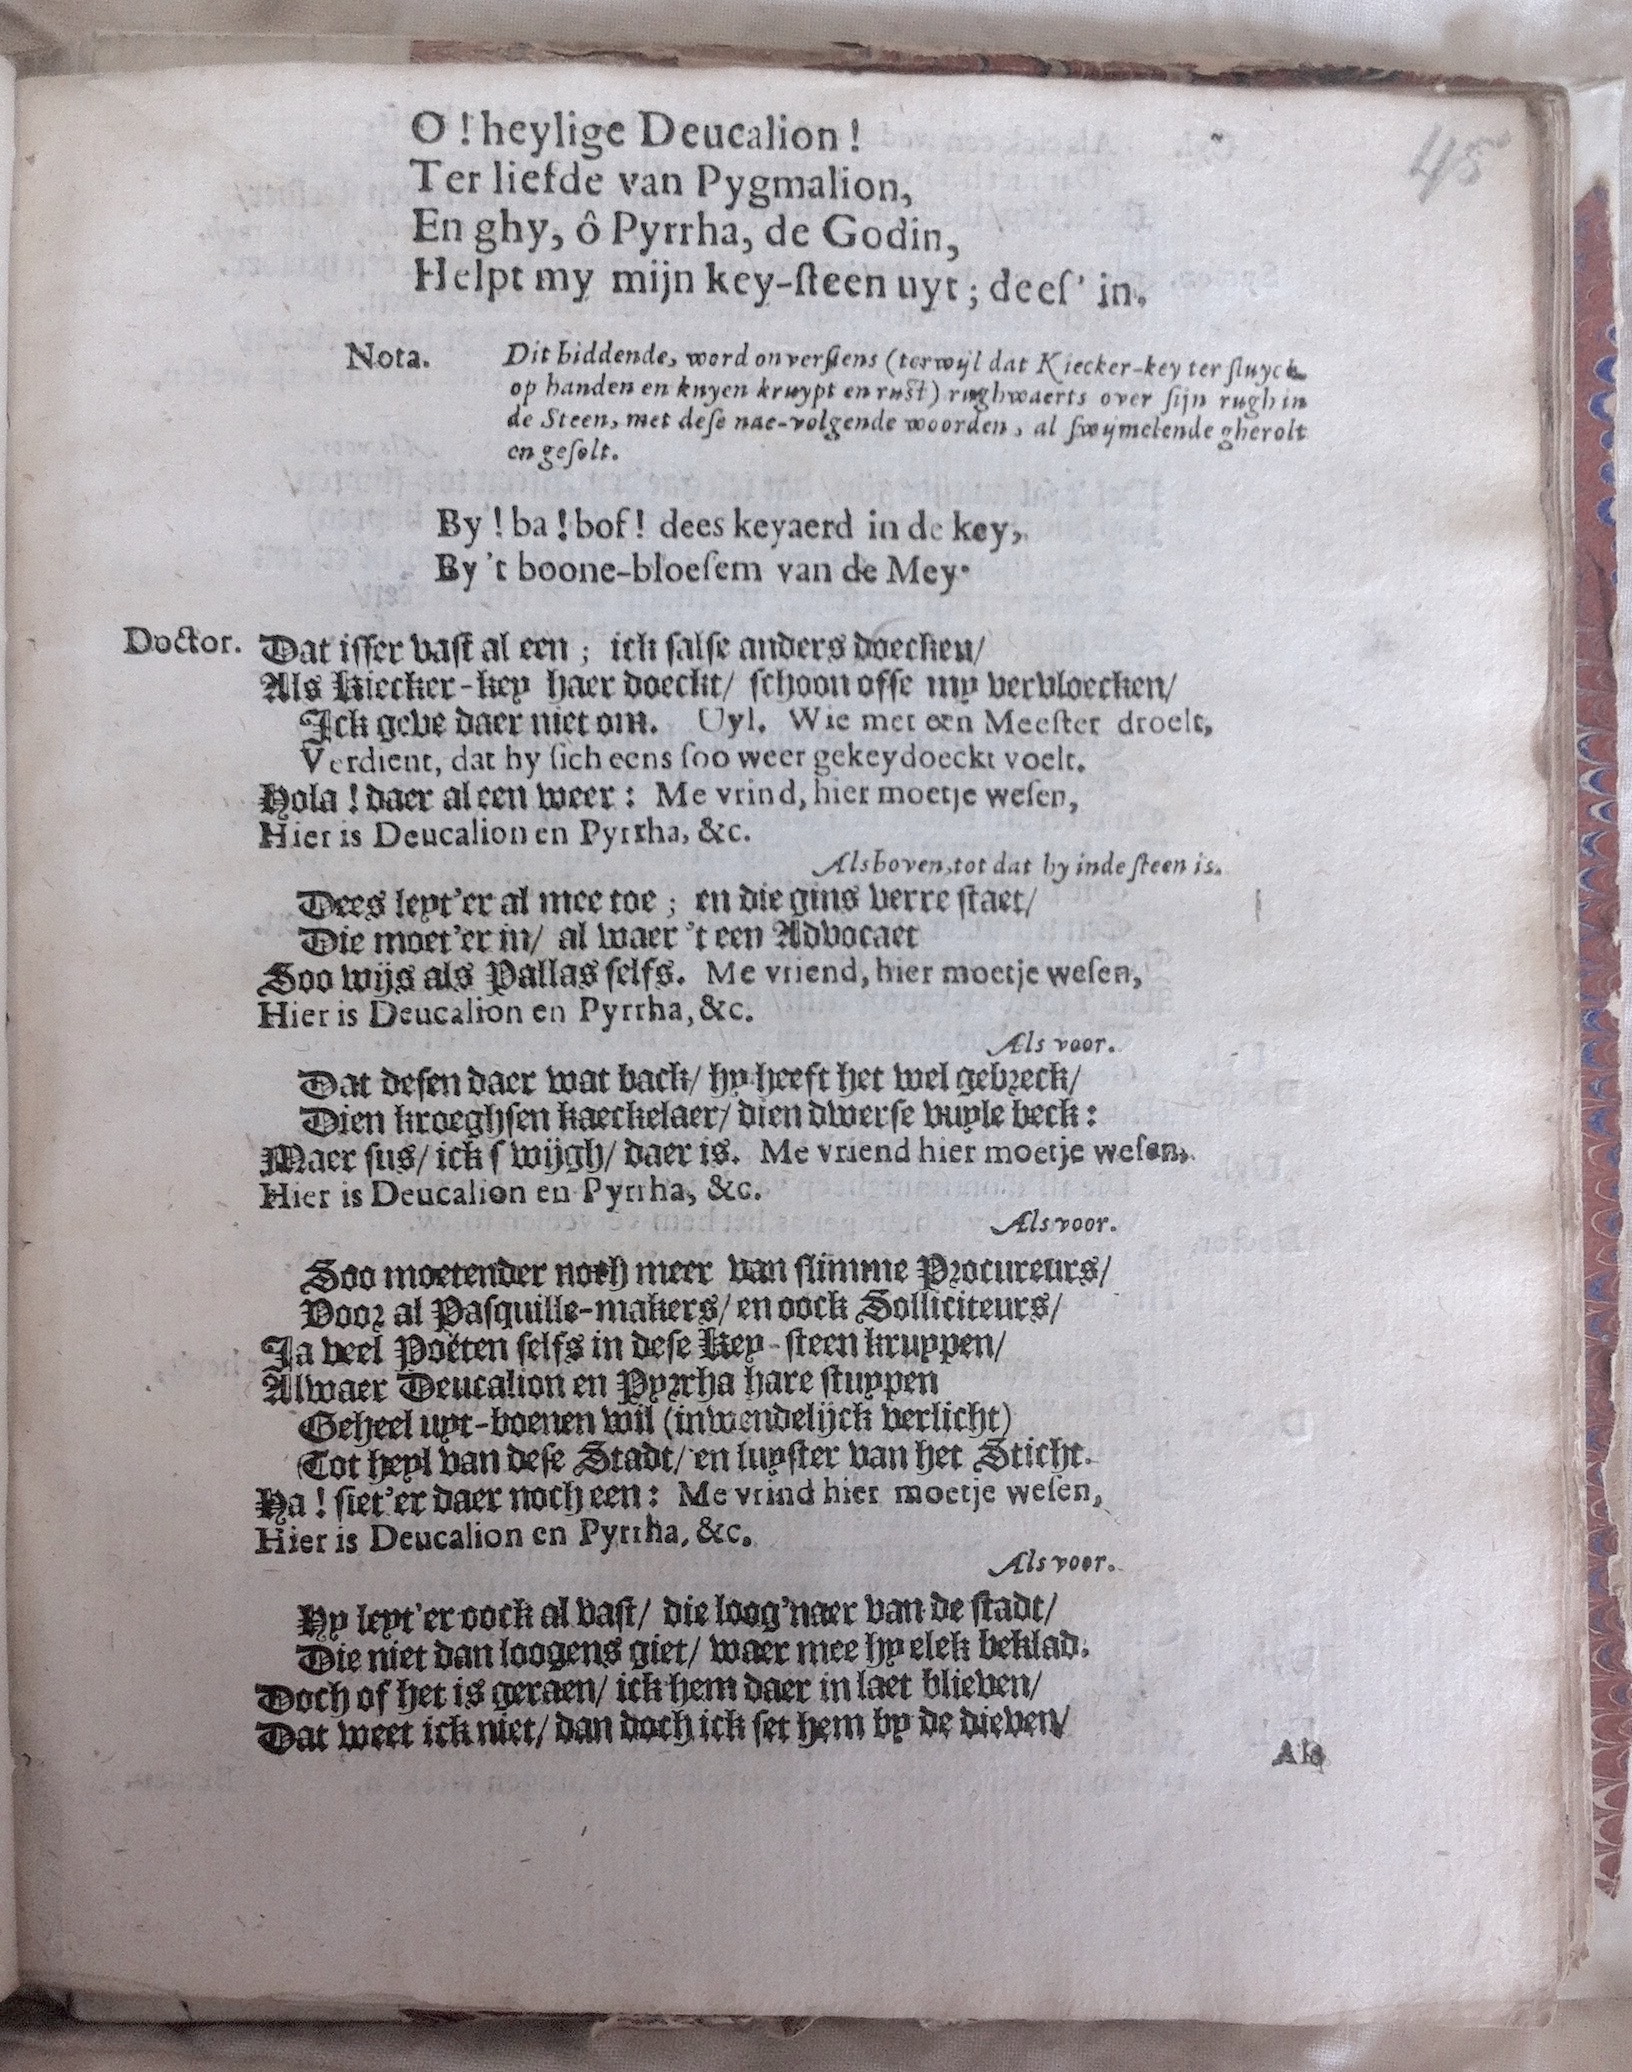 45
O ! heylige Deucalion !
Ter liefde van Pygmalion,
En ghy, ô Pyrrha, de Godin,
Helpt my mijn key-ſteen uyt ; deeſ' in.
Nota. Dit biddende, word onverſiens (terwijl dat Kiecker-key ter ſluyck
op handen en knyen kruypt en ruſt) rughwaerts over ſijn rugh in
de Steen, met deſe nae-volgende woorden, al ſwijmelende gherolt
en geſolt.
By ! ba ! bof ! dees keyaerd in de key,
By 't boone-bloeſem van de Mey.
Doctor. Dat iſſer vaſt al een ; ick ſalſe anders doecken/
Als Kiecker-key haer doeckt/ ſchoon offe my vervloecken/
Ick geve daer niet om. Uyl. Wie met een Meeſter droelt,
Verdient, dat hy ſich eens ſoo weer gekeydoeckt voelt.
Hola ! daer al een weer : Me vrind, hier moetje weſen,
Hier is Deucalion en Pyrrha, &c.
Als boven, tot dat hy in de ſteen is.
Dees leyt'er al mee toe ; en die gins verre ſtaet/
Die moet'er in/ al waer 't een Advocaet
Soo wijs als Pallas ſelfs. Me vriend, hier moetje weſen,
Hier is Deucalion en Pyrrha, &c.
Als voor.
Dat deſen daer wat back/ hy heeft het wel gebreck/
Dien kroeghſen kaeckelaer/ dien dwerſe vuyle beck :
Maer ſus/ ick ſwijgh/ daer is. Me vriend hier moetje weſen,
Hier is Deucalion en Pyrrha, &c.
Als voor.
Soo moetender noch meer van ſlimme Procureurs/
Door al Paſquille-makers/ en oock Solliciteurs/
Ja veel Poëten ſelfs in deſe Key-ſteen kruypen/
Alwaer Deucalion en Pyrrha hare ſtuypen
Geheel uyt-boenen wil (inwendelijck verlicht)
Tot heyl van deſe Stadt/ en luyſter van het Sticht.
Ha ! ſiet'er daer noch een : Me vrind hier moetje weſen,
Hier is Deucalion en Pyrrha, &c.
Als voor.
Hy leyt'er oock al vaſt/ die loog'naer van de ſtadt/
Die niet dan loogens giet/ waer mee hy elek beklad.
Doch of het is geraen/ ick hem daer in laet blieven/
Dat weet ick niet/ dan doch ick ſet hem by de dieven/
Als